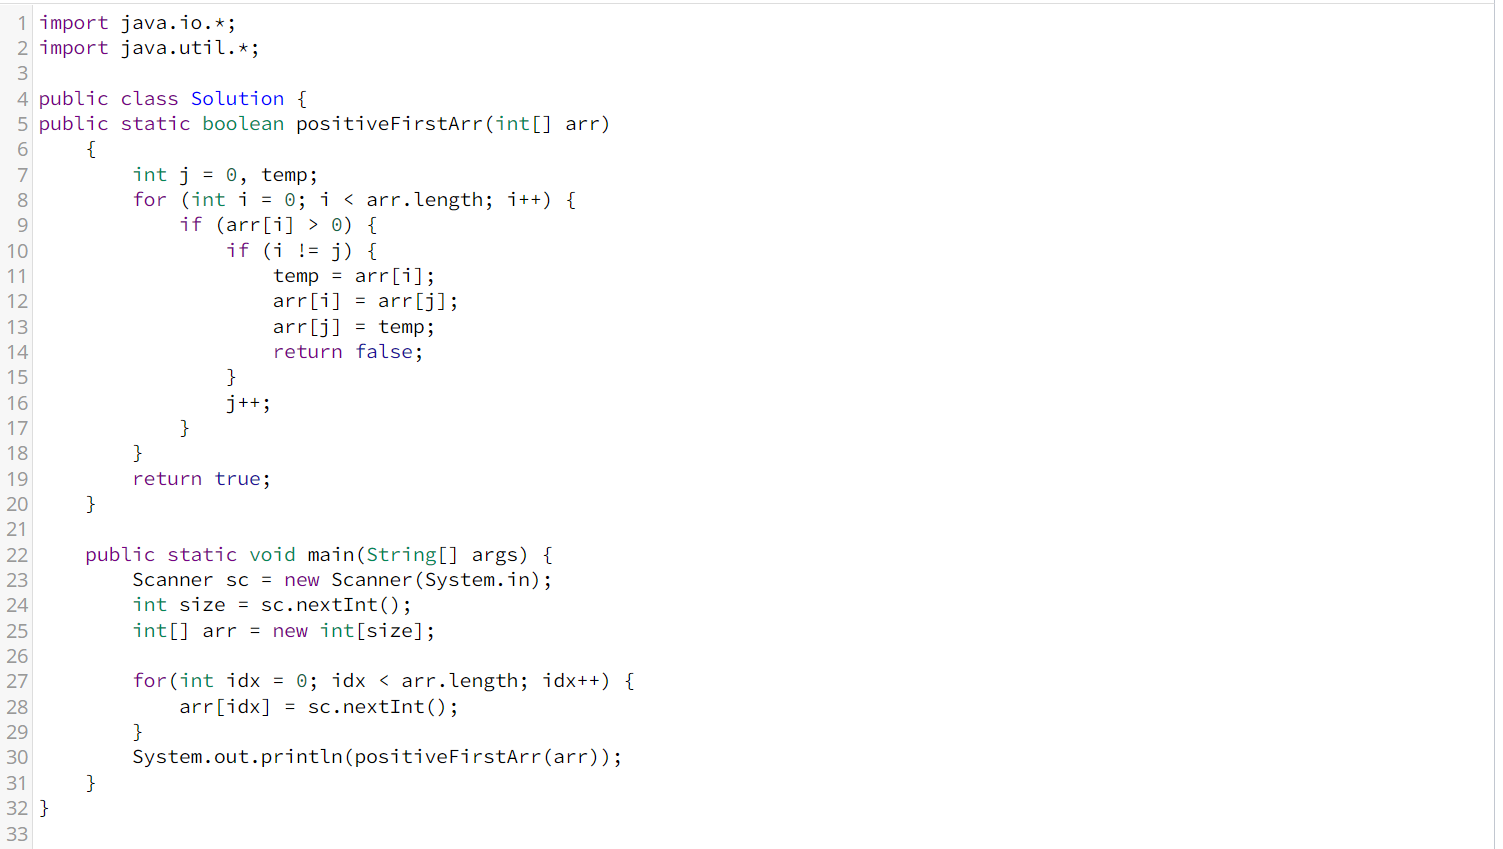 1 import java.io.*;
2 import java.util.*;
3
4 public class Solution {
5 public static boolean positiveFirstArr(int[] arr)
6     {
7         int j = 0, temp;
8         for (int i = 0; i < arr.length; i++) {
9             if (arr[i] > 0) {
10                 if (i != j) {
11                     temp = arr[i];
12                     arr[i] = arr[j];
13                     arr[j] = temp;
14                     return false;
15                 }
16                 j++;
17             }
18         }
19         return true;
20     }
21
22     public static void main(String[] args) {
23         Scanner sc = new Scanner(System.in);
24         int size = sc.nextInt();
25         int[] arr = new int[size];
26
27         for(int idx = 0; idx < arr.length; idx++) {
28             arr[idx] = sc.nextInt();
29         }
30         System.out.println(positiveFirstArr(arr));
31     }
32 }
33